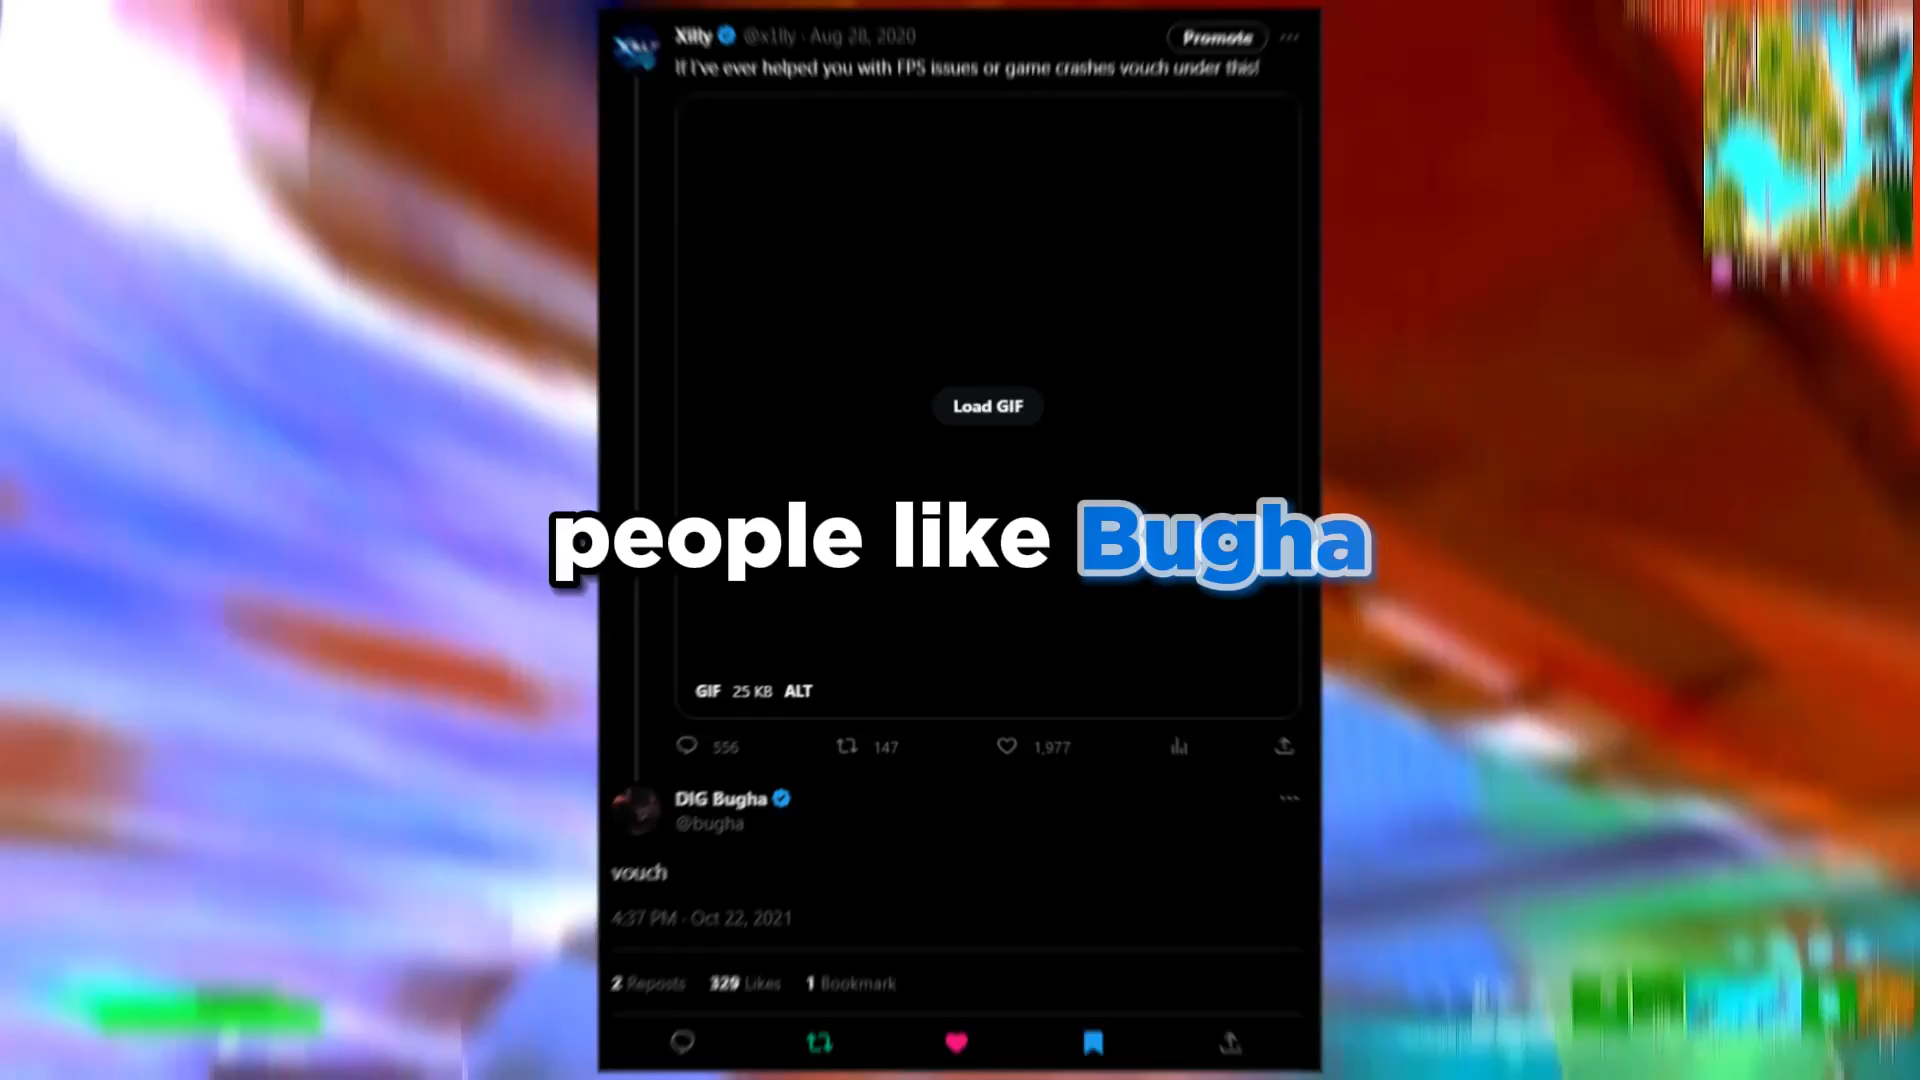 Xilly @x1lly · Aug 28, 2020
Promote
If I've ever helped you with FPS issues or game crashes vouch under this!
Load GIF
people like Bugha
GIF 25 KB ALT
556 147 1,977
DIG Bugha
@bugha
vouch
4:37 PM · Oct 22, 2021
2 Reposts 329 Likes 1 Bookmark